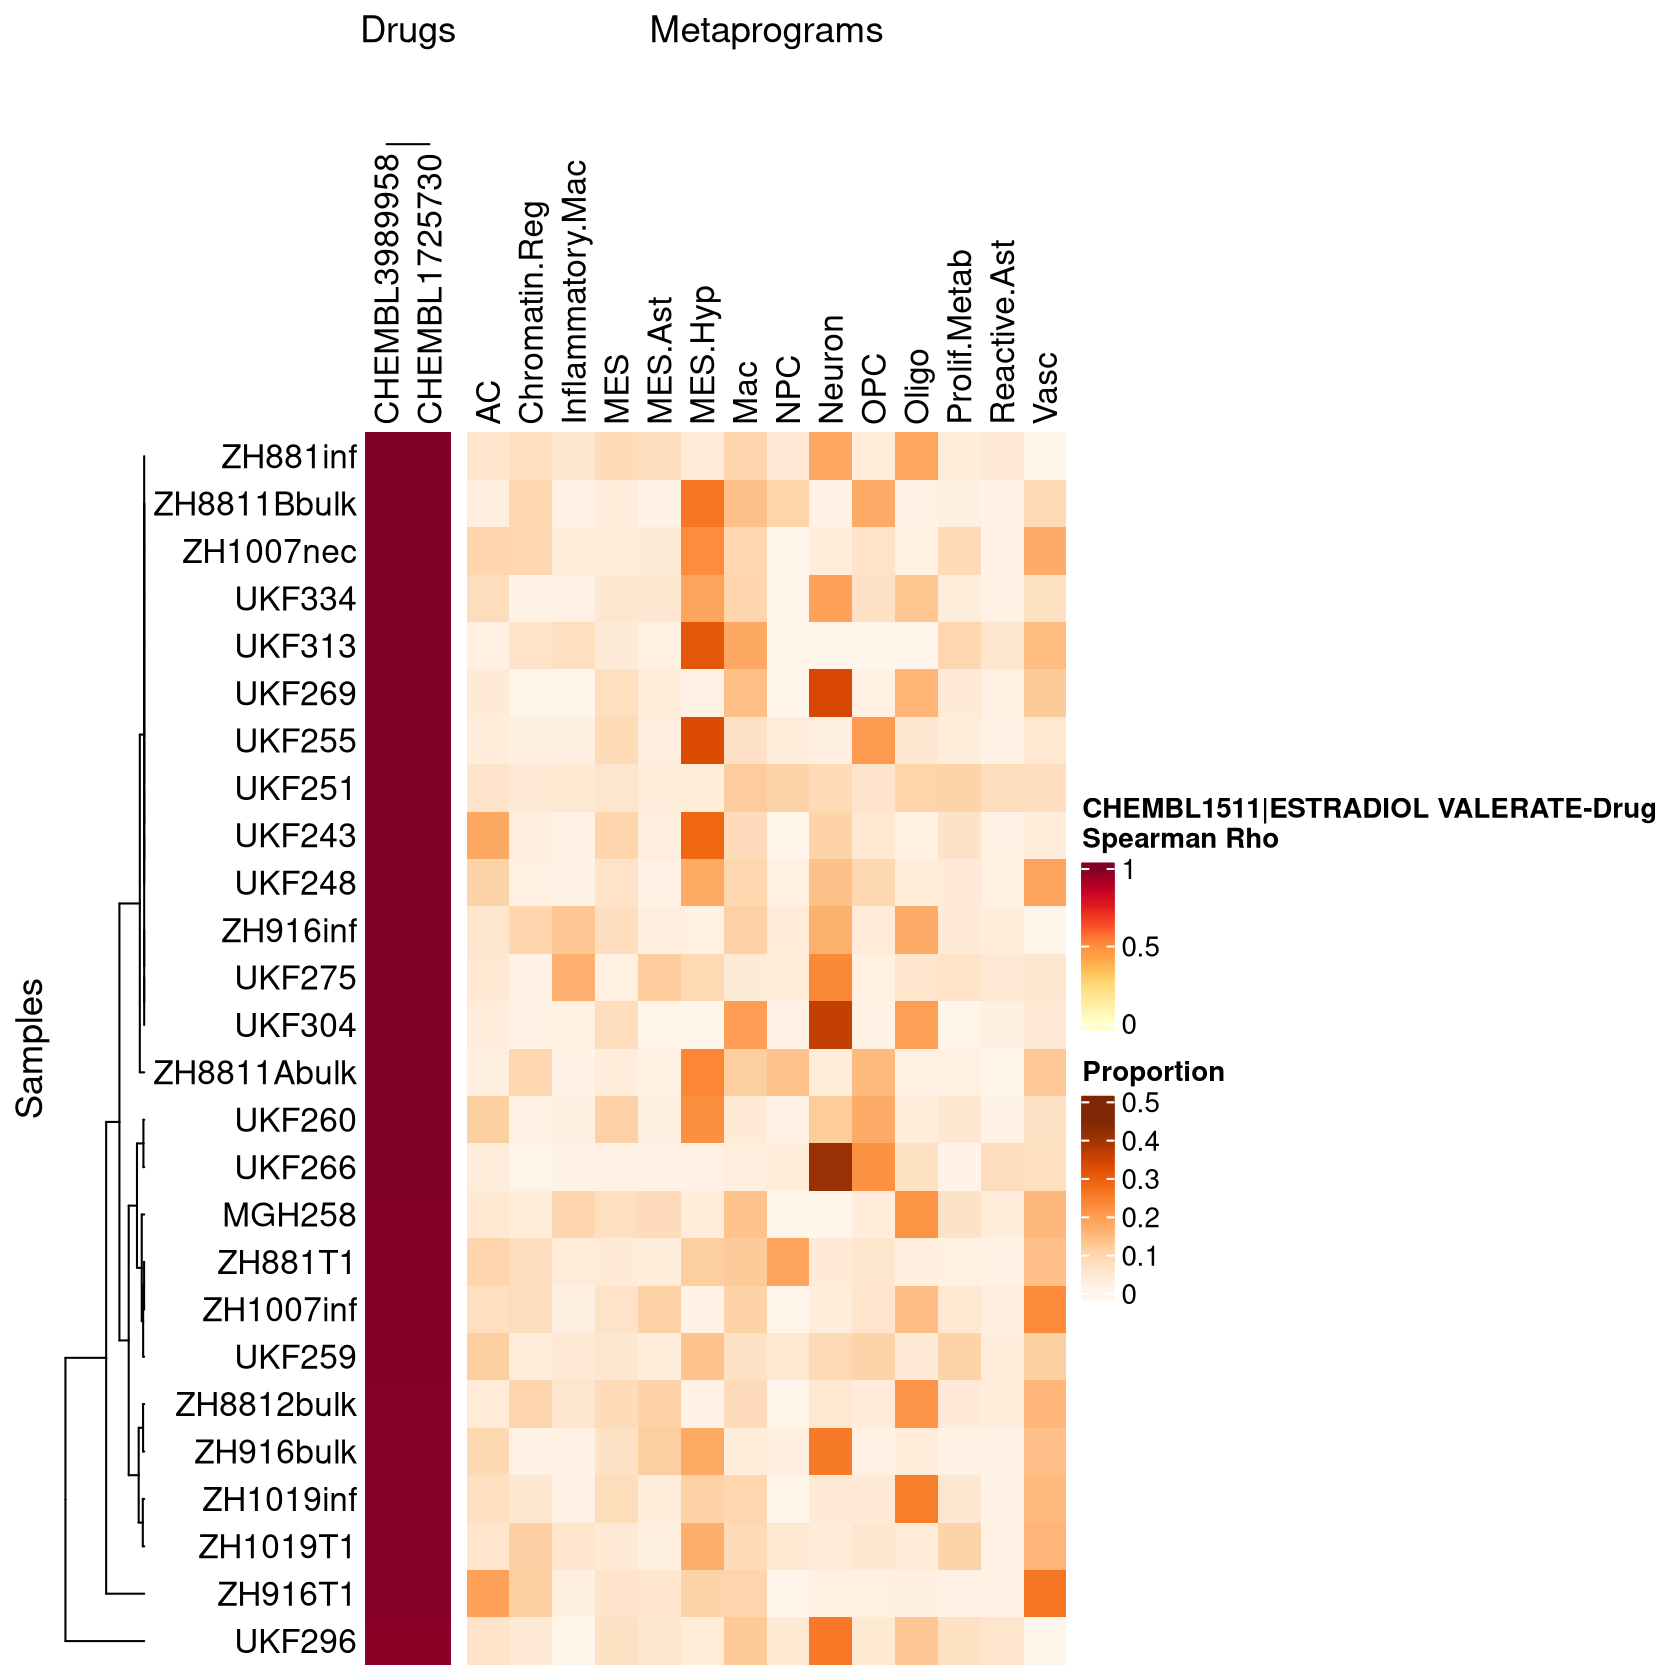 Drugs
Metaprograms
CHEMBL3989958
CHEMBL1725730
AC
Chromatin.Reg
Inflammatory.Mac
MES
MES.Ast
MES.Hyp
Mac
NPC
Neuron
OPC
Oligo
Prolif.Metab
Reactive.Ast
Vasc
Samples
ZH881inf
ZH8811Bbulk
ZH1007nec
UKF334
UKF313
UKF269
UKF255
UKF251
UKF243
UKF248
ZH916inf
UKF275
UKF304
ZH8811Abulk
UKF260
UKF266
MGH258
ZH881T1
ZH1007inf
UKF259
ZH8812bulk
ZH916bulk
ZH1019inf
ZH1019T1
ZH916T1
UKF296
CHEMBL1511|ESTRADIOL VALERATE-Drug
Spearman Rho
1
0.5
0
Proportion
0.5
0.4
0.3
0.2
0.1
0